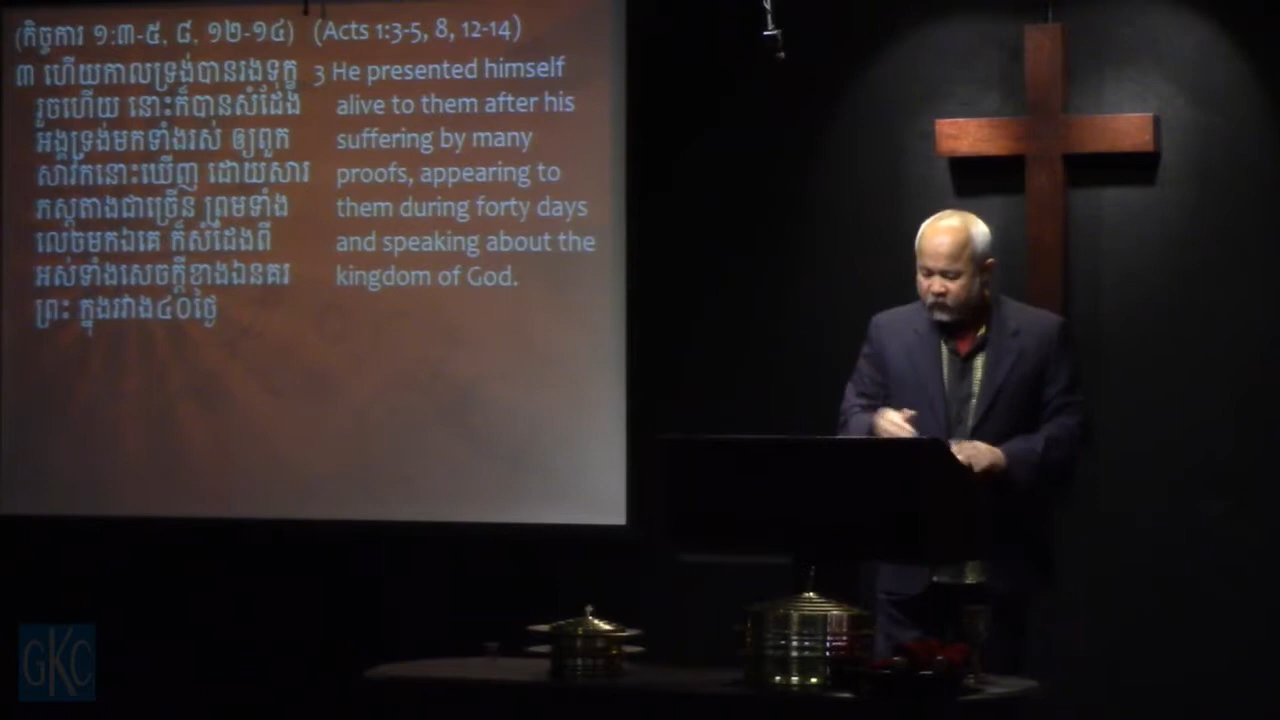 (កិច្ចការ ១:៣-៥, ៨, ១២-១៤)
៣ ហើយកាលទ្រង់បានរងទុក្ខ
រួចហើយ នោះក៏បានសំដែង
អង្គទ្រង់មកទាំងរស់ ឲ្យពួក
សាវកនោះឃើញ ដោយសារ
ភស្តុតាងជាច្រើន ព្រមទាំង
លេចមកឯគេ ក៏សំដែងពី
អស់ទាំងសេចក្ដីខាងឯនគរ
ព្រះ ក្នុងរវាង៤០ថ្ងៃ
(Acts 1:3-5, 8, 12-14)
3 He presented himself
alive to them after his
suffering by many
proofs, appearing to
them during forty days
and speaking about the
kingdom of God.
GKC